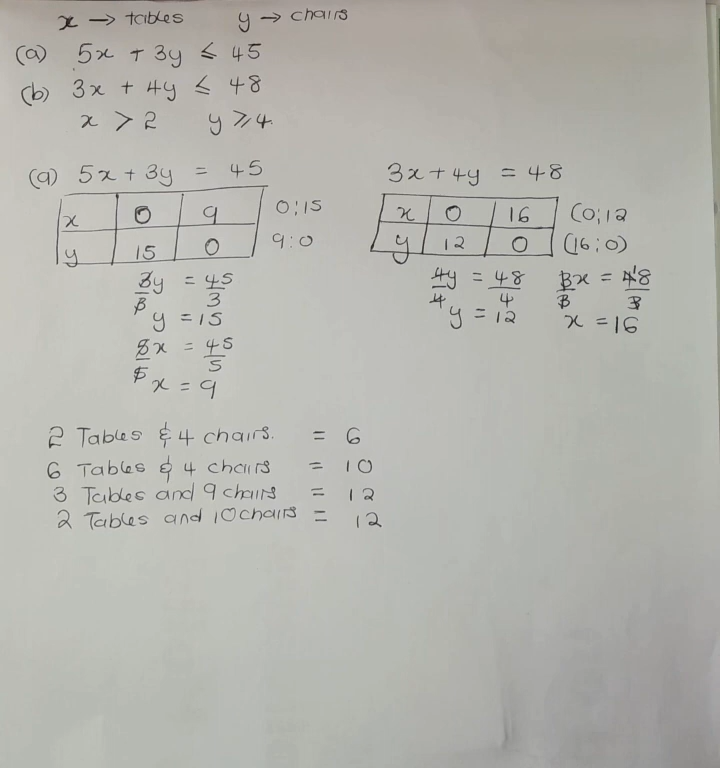 x → tables y → chairs
(a) 5x + 3y ≤ 45
(b) 3x + 4y ≤ 48
x > 2 y ≥ 4
(a) 5x + 3y = 45
x 0 9 0;15
y 15 0 9:0
3y = 45
3 3
y = 15
5x = 45
5 5
x = 9
3x + 4y = 48
x 0 16 (0;12
y 12 0 (16;0)
4y = 48 3x = 48
4 4 3 3
y = 12 x = 16
2 Tables & 4 chairs. = 6
6 Tables & 4 chairs = 10
3 Tables and 9 chairs = 12
2 Tables and 10 chairs = 12